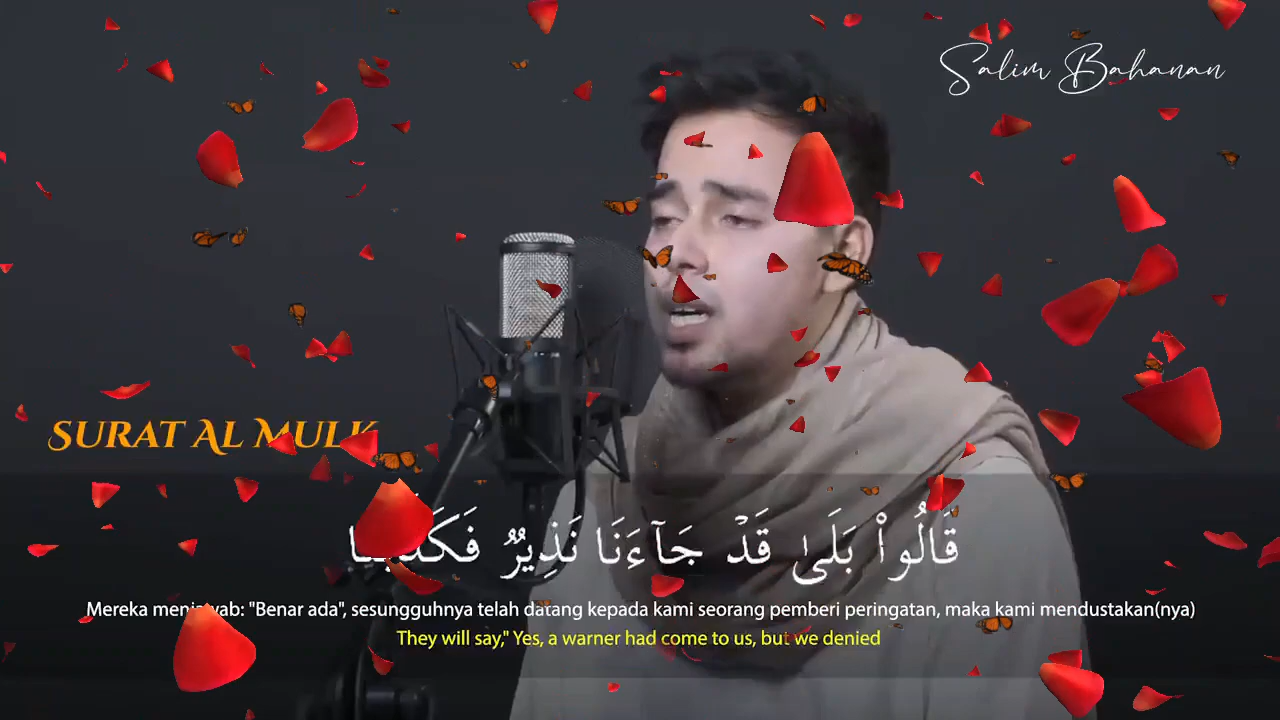 Salim Bahanan
SURAT AL MULK
قَالُوا۟ بَلَىٰ قَدْ جَآءَنَا نَذِيرٌ
Mereka "Benar ada", sesungguhnya telah datang kepada kami seorang pemberi peringatan, maka kami mendustakan(nya)
They will say," Yes, a warner had come to us, but we denied